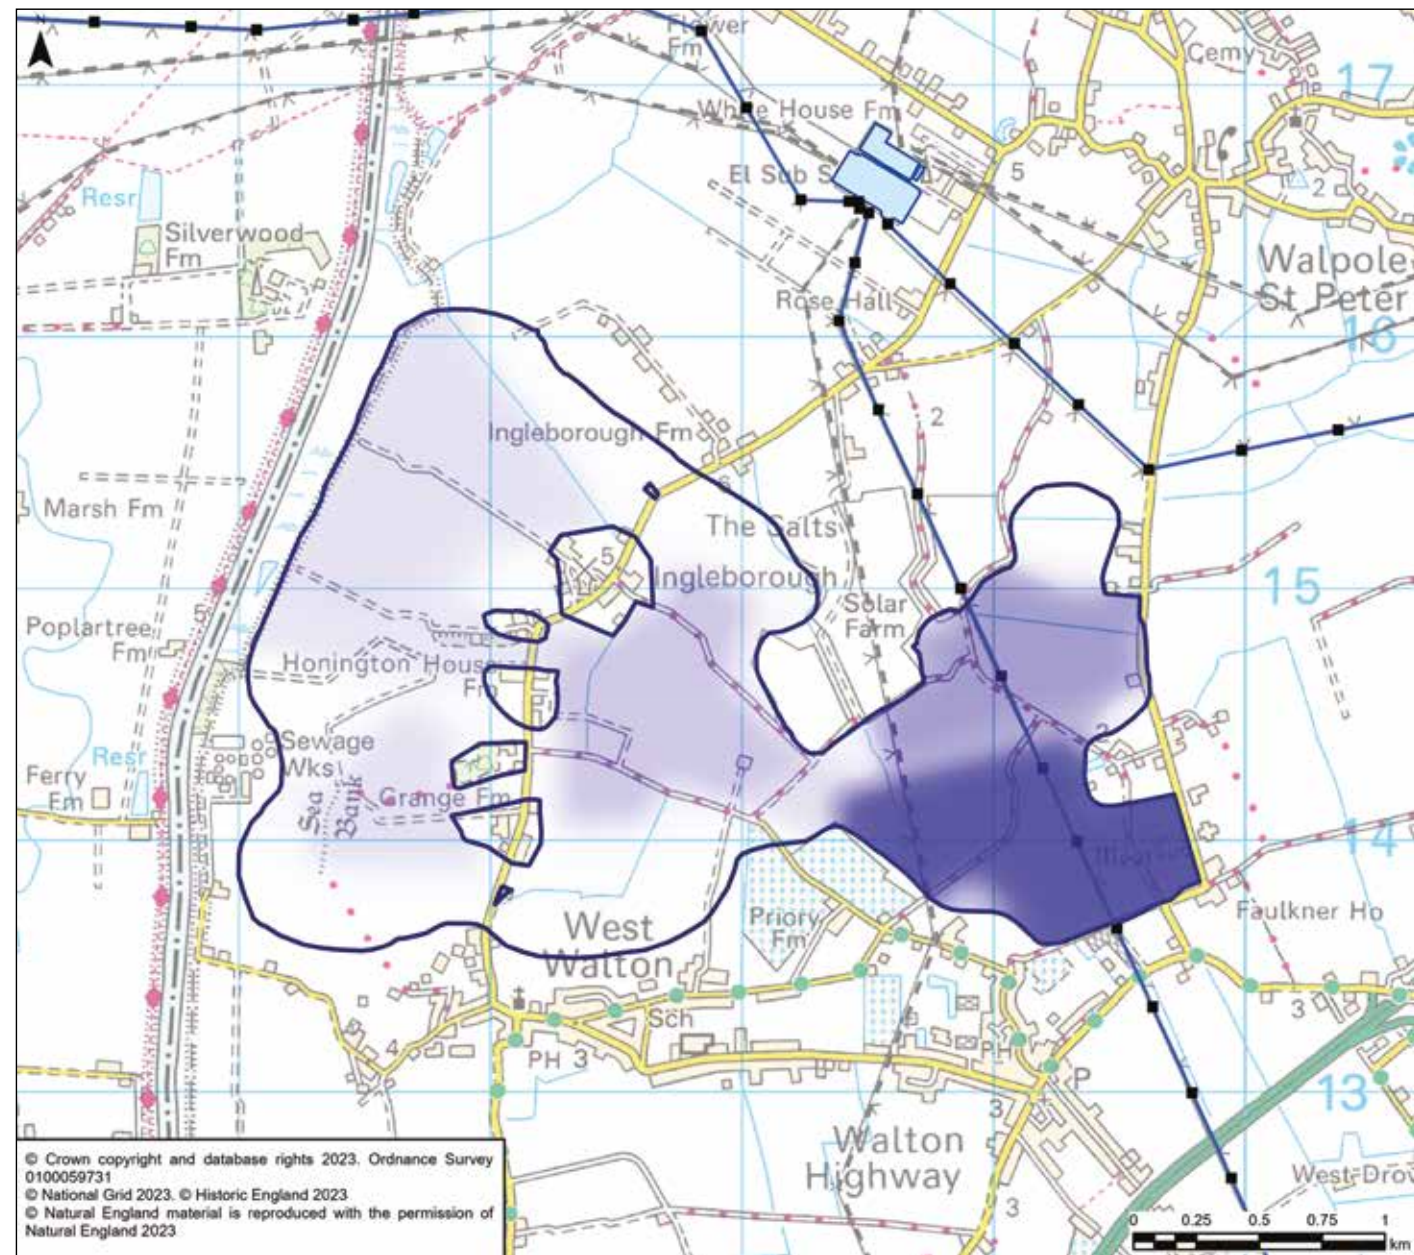 N
Flower
Fm
Cemy
17
White House Fm
Resr
El Sub S
5
2
Silverwood
Fm
Walpole
St Peter
Rose Hall
16
2
Ingleborough Fm
6
Marsh Fm
The Salts
5
Ingleborough
15
Solar
Farm
5
Poplartree
Fm
Honington House
Fm
2
Sewage
Wks
Resr
Ferry
Fm
Sea
Bank
Grange Fm
14
West
Walton
Priory
Fm
Faulkner Ho
Sch
3
4
PH
3
PH
P
3
13
Walton
Highway
West Drov
3
© Crown copyright and database rights 2023. Ordnance Survey
0100059731
© National Grid 2023. © Historic England 2023
© Natural England material is reproduced with the permission of
Natural England 2023
0 0.25 0.5 0.75 1
km